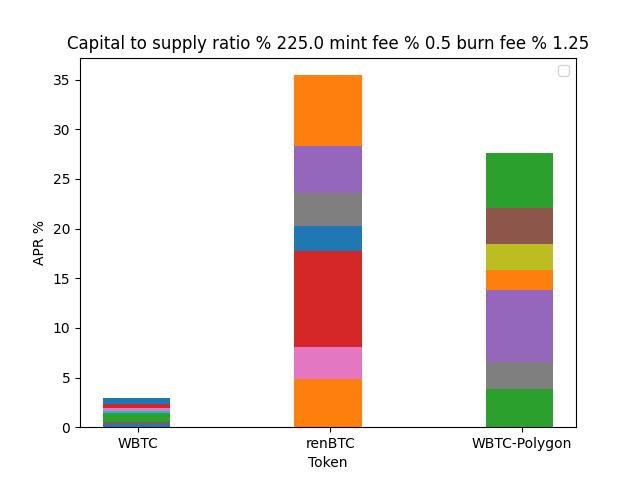 Capital to supply ratio % 225.0 mint fee % 0.5 burn fee % 1.25
35
30
25
20
15
10
5
0
APR %
WBTC
renBTC
WBTC-Polygon
Token